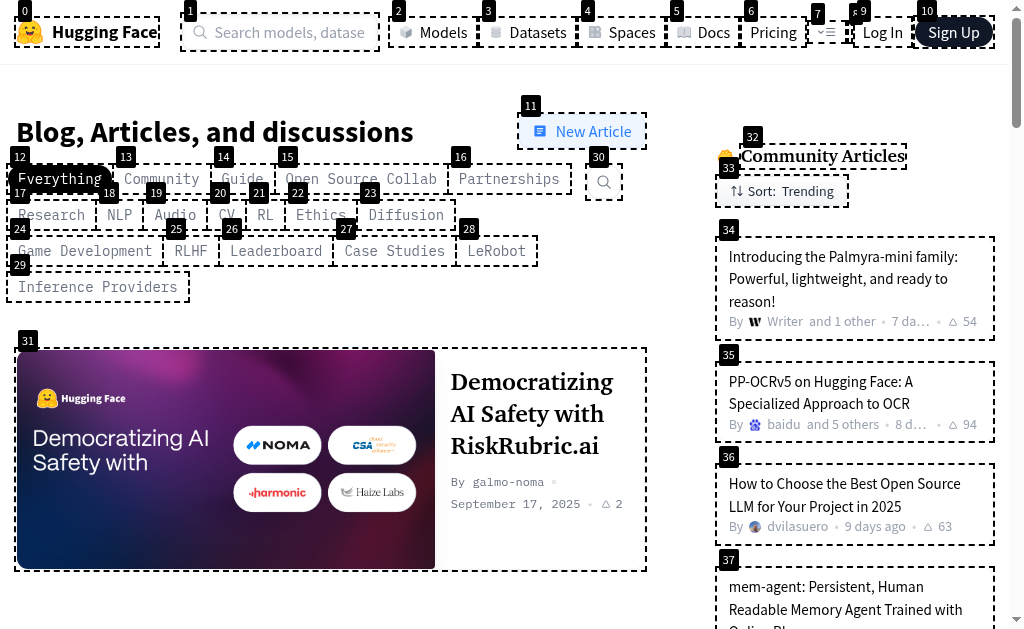 0
1
2
3
4
5
6
7
9
10
Hugging Face
Search models, datase
Models
Datasets
Spaces
Docs
Pricing
Log In
Sign Up
11
Blog, Articles, and discussions
New Article
12
13
14
15
16
30
Everything
Community
Guide
Open Source Collab
Partnerships
17
18
19
20
21
22
23
Research
NLP
Audio
CV
RL
Ethics
Diffusion
24
25
26
27
28
Game Development
RLHF
Leaderboard
Case Studies
LeRobot
29
Inference Providers
31
Hugging Face
Democratizing AI
Safety with
NOMA
CSA
cloud
security
alliance
harmonic
Haize Labs
Democratizing
AI Safety with
RiskRubric.ai
By galmo-noma
September 17, 2025 • 2
32
Community Articles
33
Sort: Trending
34
Introducing the Palmyra-mini family:
Powerful, lightweight, and ready to
reason!
By Writer and 1 other • 7 da… • 54
35
PP-OCRv5 on Hugging Face: A
Specialized Approach to OCR
By baidu and 5 others • 8 d… • 94
36
How to Choose the Best Open Source
LLM for Your Project in 2025
By dvilasuero • 9 days ago • 63
37
mem-agent: Persistent, Human
Readable Memory Agent Trained with